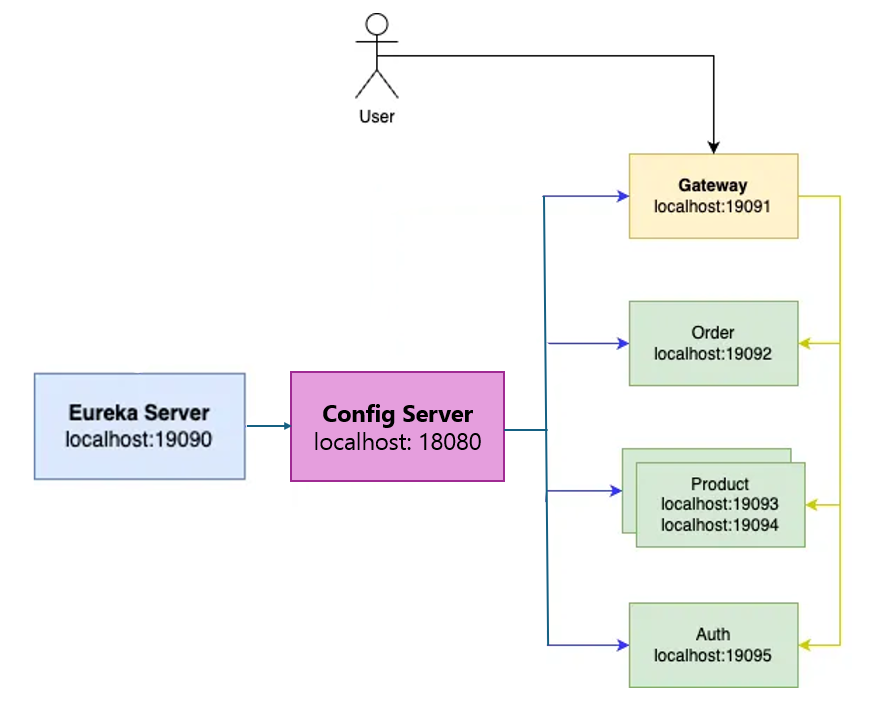 User
Gateway
localhost:19091
Order
localhost:19092
Eureka Server
localhost:19090
Config Server
localhost: 18080
Product
localhost:19093
localhost:19094
Auth
localhost:19095